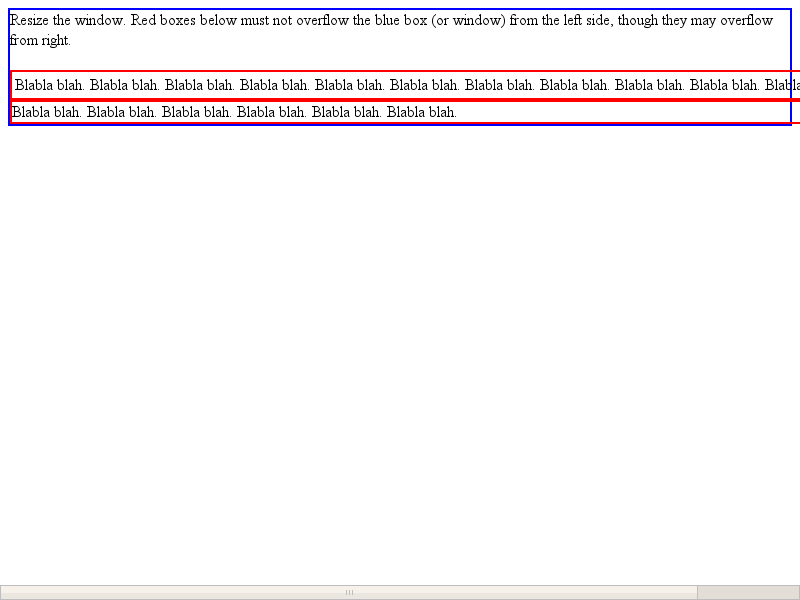 Resize the window. Red boxes below must not overflow the blue box (or window) from the left side, though they may overflow
from right.
Blabla blah. Blabla blah. Blabla blah. Blabla blah. Blabla blah. Blabla blah. Blabla blah. Blabla blah. Blabla blah. Blabla blah. Blabla
Blabla blah. Blabla blah. Blabla blah. Blabla blah. Blabla blah. Blabla blah.